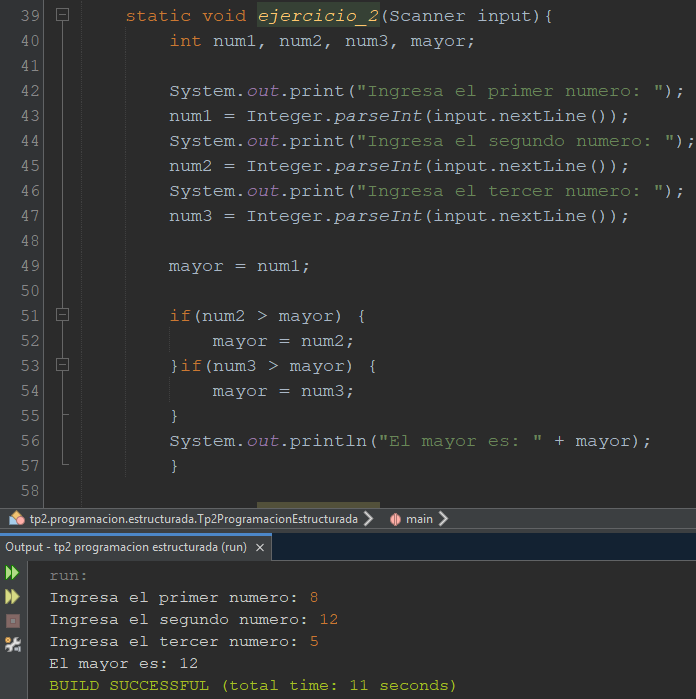 39 static void ejercicio_2(Scanner input){
40 int num1, num2, num3, mayor;
41
42 System.out.print("Ingresa el primer numero: ");
43 num1 = Integer.parseInt(input.nextLine());
44 System.out.print("Ingresa el segundo numero: ");
45 num2 = Integer.parseInt(input.nextLine());
46 System.out.print("Ingresa el tercer numero: ");
47 num3 = Integer.parseInt(input.nextLine());
48
49 mayor = num1;
50
51 if(num2 > mayor) {
52 mayor = num2;
53 }if(num3 > mayor) {
54 mayor = num3;
55 }
56 System.out.println("El mayor es: " + mayor);
57 }
58
tp2.programacion.estructurada.Tp2ProgramacionEstructurada main
Output - tp2 programacion estructurada (run) ×
run:
Ingresa el primer numero: 8
Ingresa el segundo numero: 12
Ingresa el tercer numero: 5
El mayor es: 12
BUILD SUCCESSFUL (total time: 11 seconds)